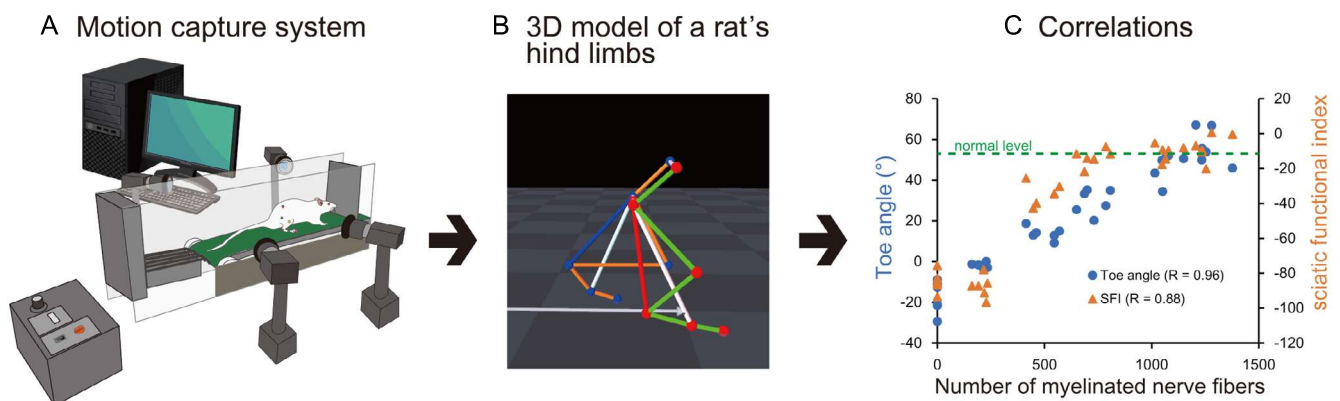 A Motion capture system
B 3D model of a rat's
hind limbs
C Correlations
Toe angle (°)
80
60
40
20
0
-20
-40
normal level
Toe angle (R = 0.96)
SFI (R = 0.88)
20
0
-20
-40
-60
-80
-100
-120
sciatic functional index
0
500
1000
1500
Number of myelinated nerve fibers